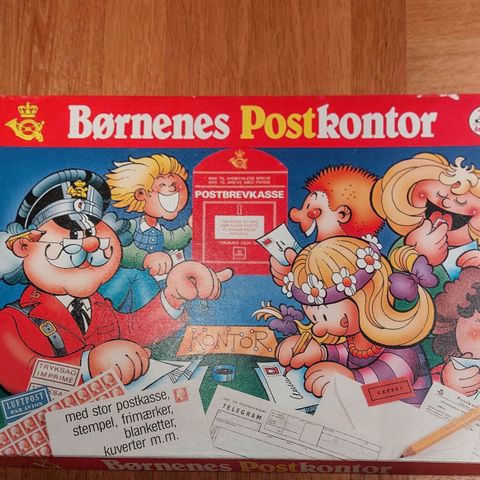 Børnenes Postkontor
POSTBREVKASSE
KONTOR
TRYKSAG
IMPRIMÉ
LUFTPOST
PAR AVION
med stor postkasse,
stempel, frimærker,
blanketter,
kuverter m.m.
TELEGRAM
EXPRES
Børnenes Postkontor